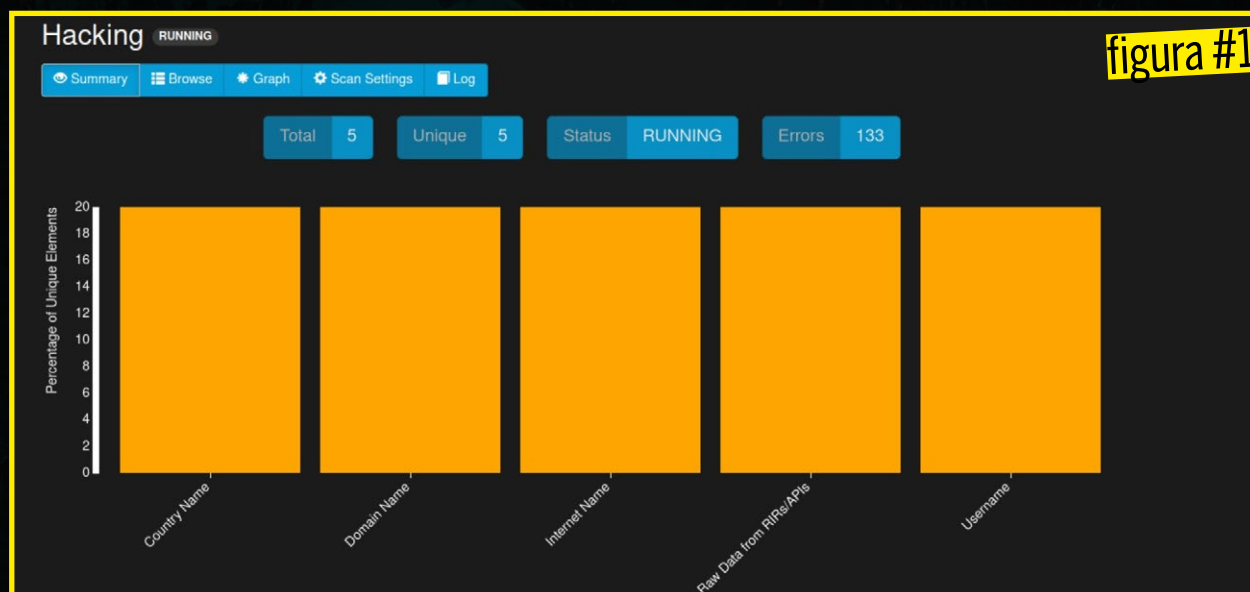 Hacking RUNNING
figura #1
Summary Browse Graph Scan Settings Log
Total 5 Unique 5 Status RUNNING Errors 133
Percentage of Unique Elements
20
18
16
14
12
10
8
6
4
2
0
Country Name
Domain Name
Internet Name
Raw Data from RIRs/APIs
Username